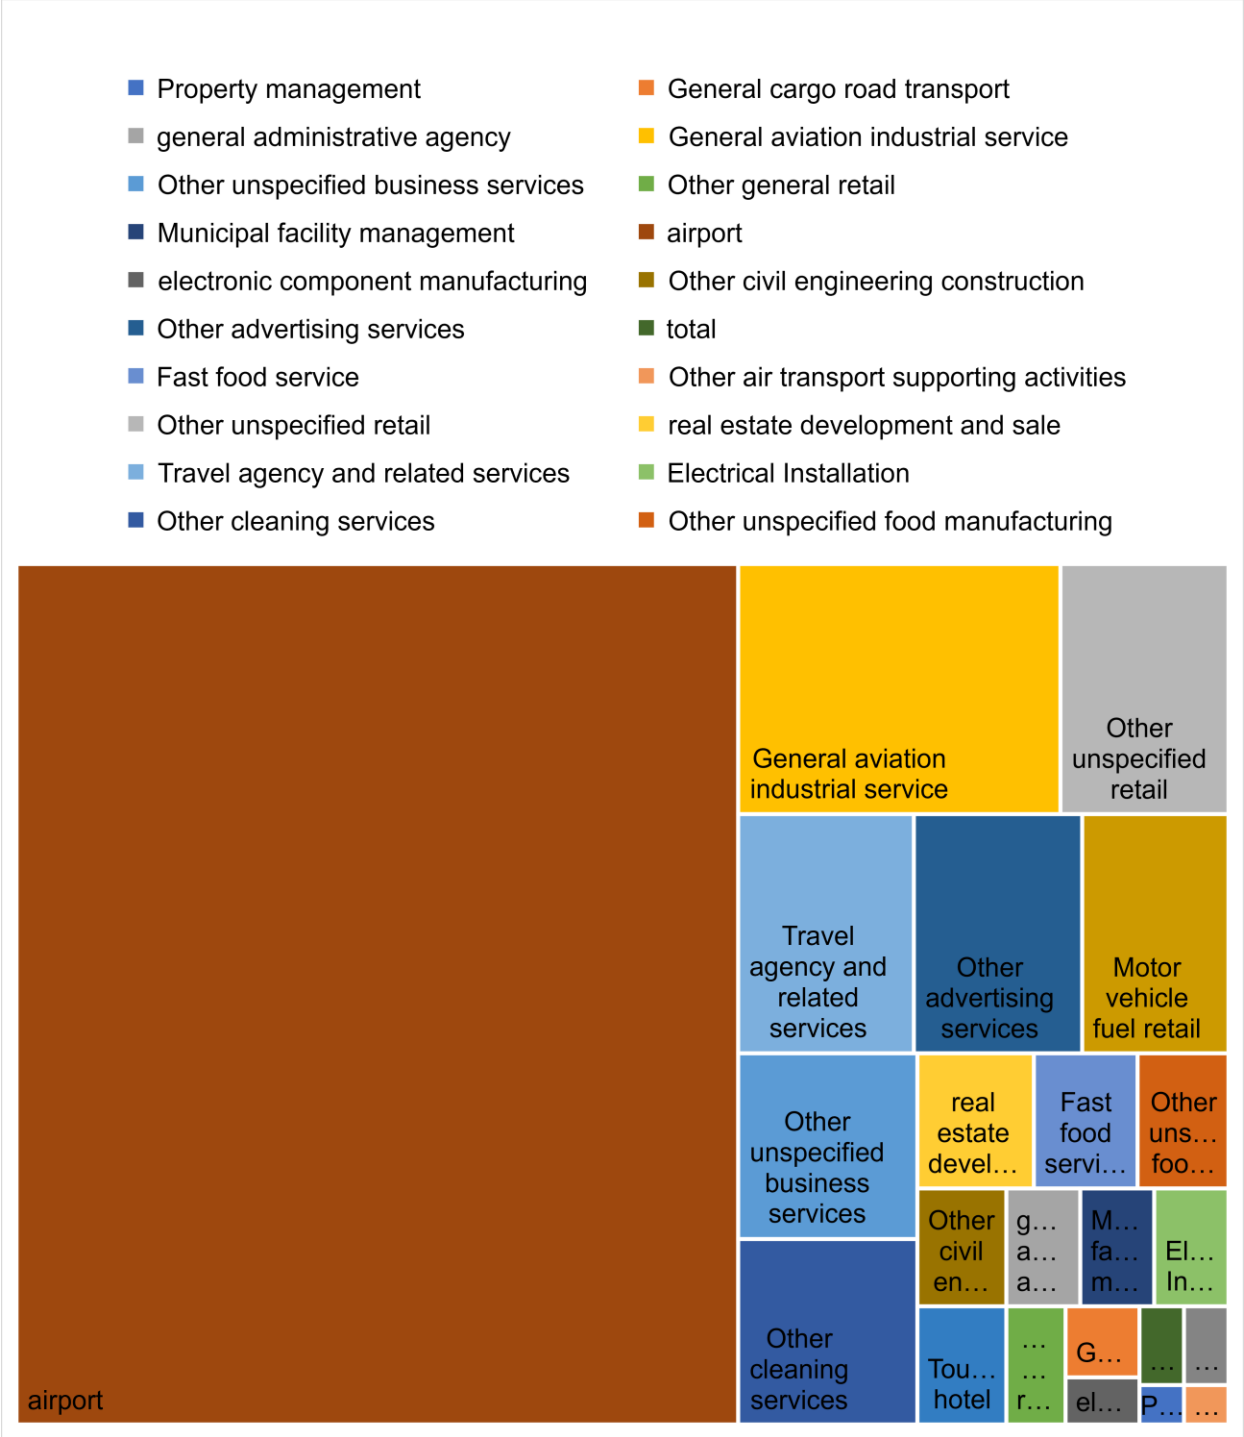 Property management
General cargo road transport
general administrative agency
General aviation industrial service
Other unspecified business services
Other general retail
Municipal facility management
airport
electronic component manufacturing
Other civil engineering construction
Other advertising services
total
Fast food service
Other air transport supporting activities
Other unspecified retail
real estate development and sale
Travel agency and related services
Electrical Installation
Other cleaning services
Other unspecified food manufacturing
airport
General aviation
industrial service
Other
unspecified
retail
Travel
agency and
related
services
Other
advertising
services
Motor
vehicle
fuel retail
Other
unspecified
business
services
real
estate
devel...
Fast
food
servi...
Other
uns...
foo...
Other
civil
en...
g...
a...
a...
M...
fa...
m...
El...
In...
Other
cleaning
services
Tou...
hotel
...
...
r...
G...
el...
...
...
P...
...